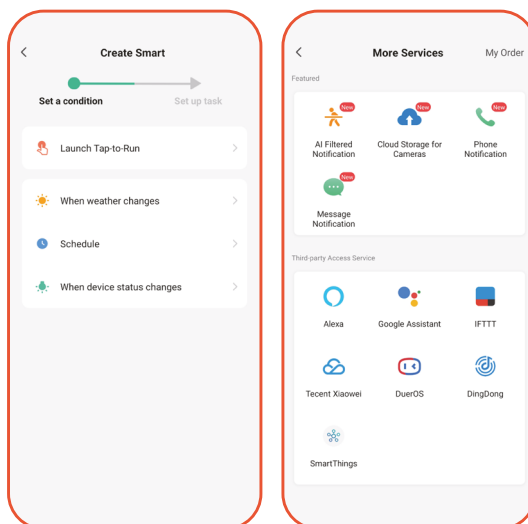 Create Smart
Set a condition
Set up task
Launch Tap-to-Run
When weather changes
Schedule
When device status changes
More Services
My Order
Featured
New
New
New
AI Filtered
Notification
Cloud Storage for
Cameras
Phone
Notification
New
Message
Notification
Third-party Access Service
Alexa
Google Assistant
IFTTT
Tecent Xiaowei
DuerOS
DingDong
SmartThings